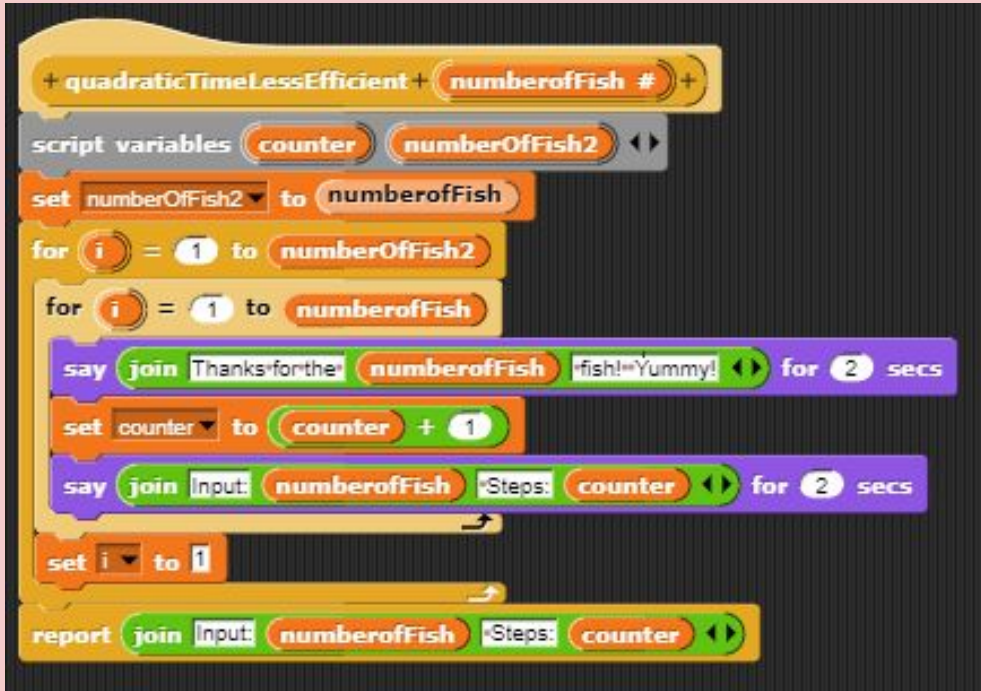 + quadraticTimeLessEfficient + numberofFish # +
script variables counter numberOfFish2
set numberOfFish2 to numberofFish
for i = 1 to numberOfFish2
for i = 1 to numberofFish
say join Thanks for the numberofFish fish! Yummy! for 2 secs
set counter to counter + 1
say join Input: numberofFish Steps: counter for 2 secs
set i to 1
report join Input: numberofFish Steps: counter